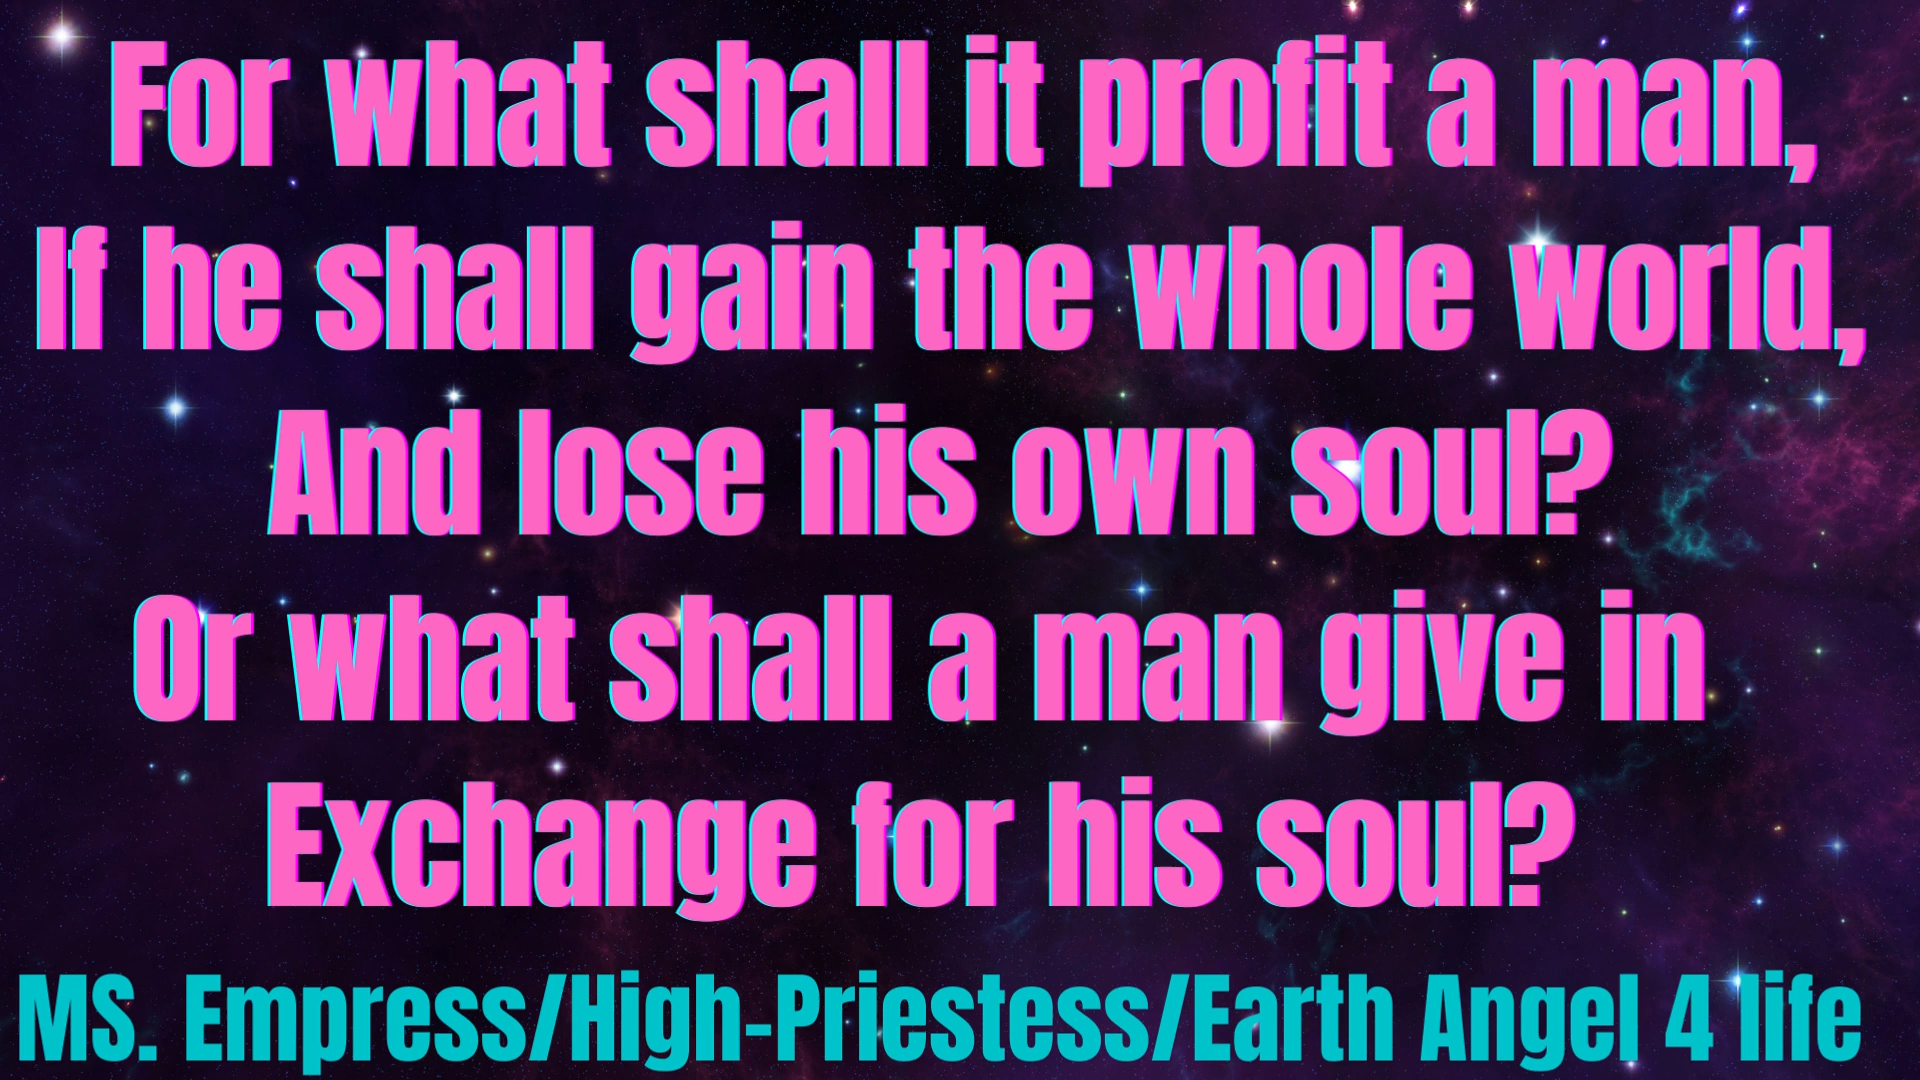 For what shall it profit a man,
If he shall gain the whole world,
And lose his own soul?
Or what shall a man give in
Exchange for his soul?
MS. Empress/High-Priestess/Earth Angel 4 life